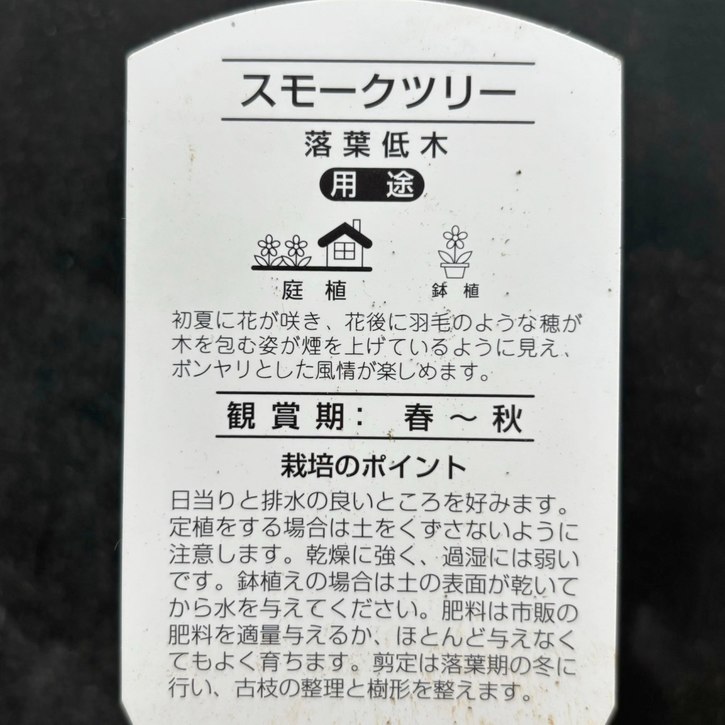 スモークツリー
落葉低木
用途
庭植
鉢植
初夏に花が咲き、花後に羽毛のような穂が
木を包む姿が煙を上げているように見え、
ボンヤリとした風情が楽しめます。
観賞期： 春～秋
栽培のポイント
日当りと排水の良いところを好みます。
定植をする場合は土をくずさないように
注意します。乾燥に強く、過湿には弱い
です。鉢植えの場合は土の表面が乾いて
から水を与えてください。肥料は市販の
肥料を適量与えるか、ほとんど与えなく
てもよく育ちます。剪定は落葉期の冬に
行い、古枝の整理と樹形を整えます。